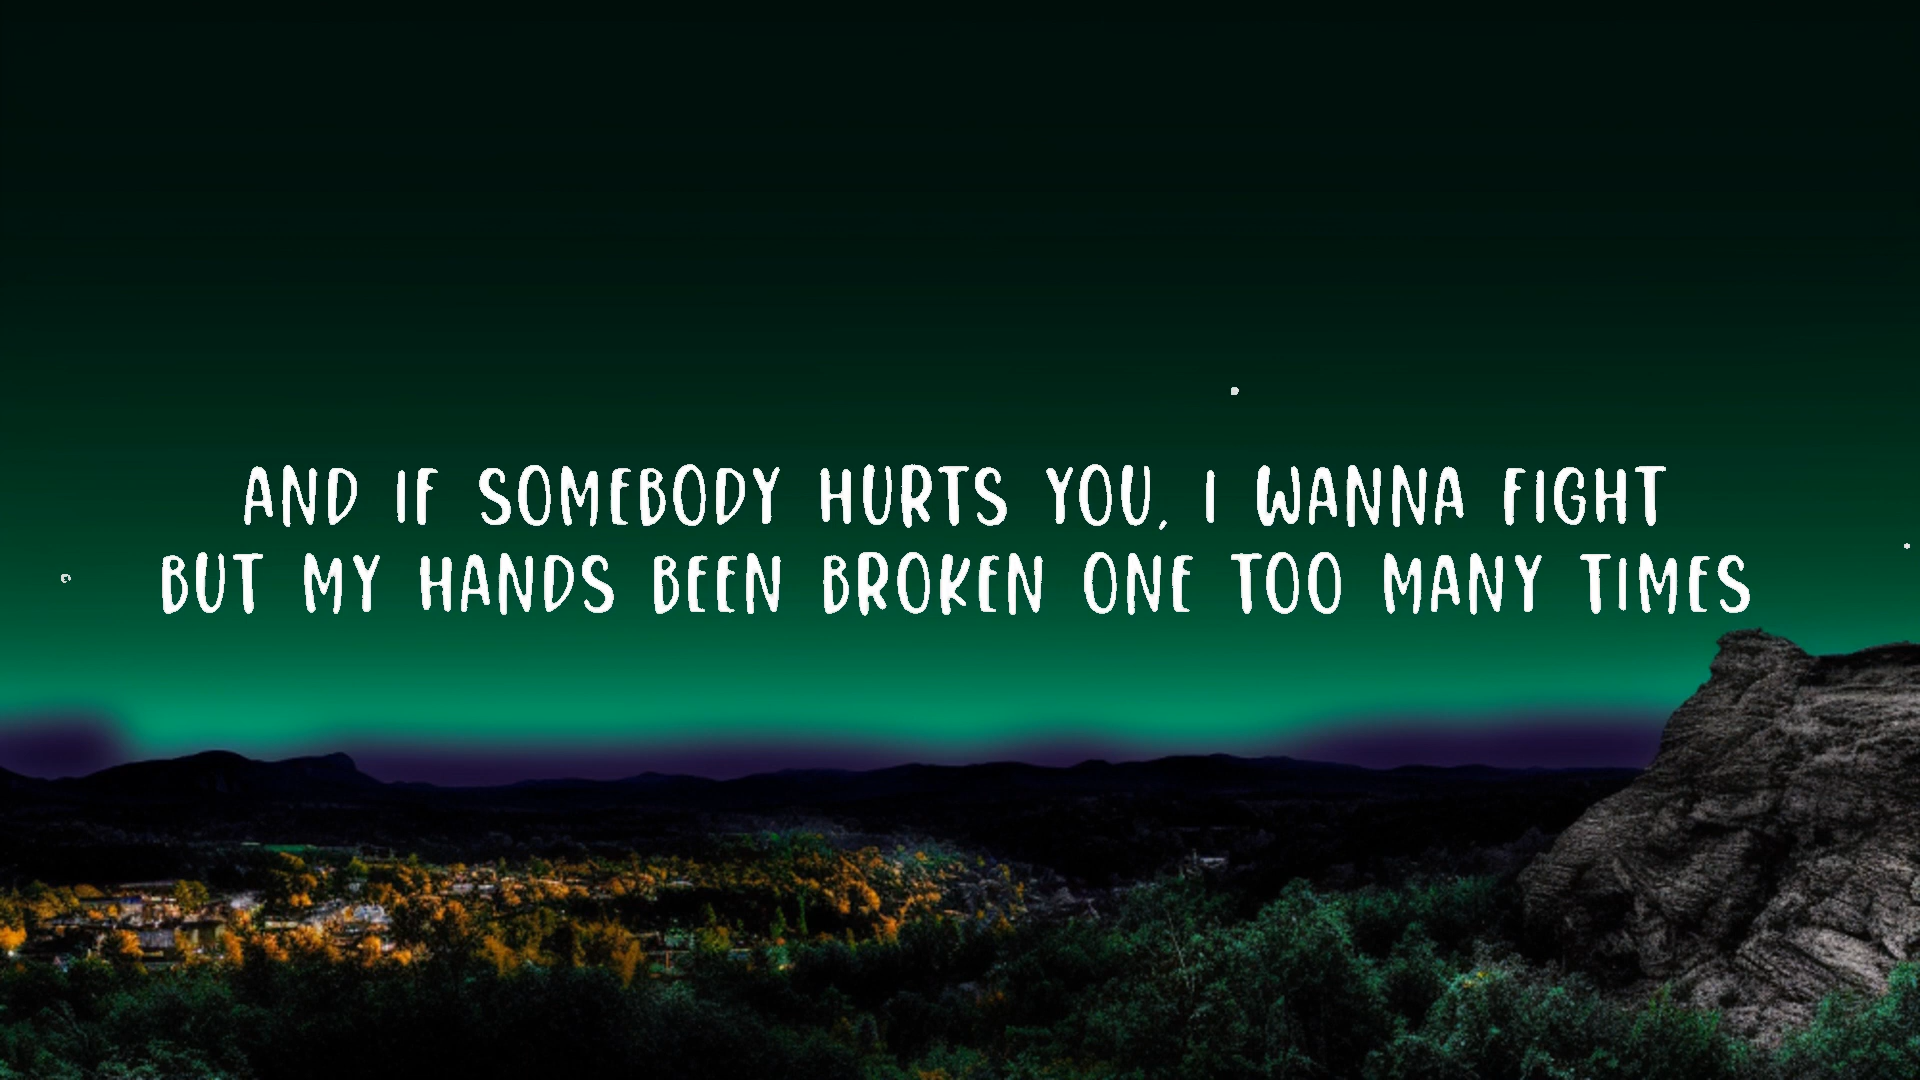 AND IF SOMEBODY HURTS YOU, I WANNA FIGHT
BUT MY HANDS BEEN BROKEN ONE TOO MANY TIMES